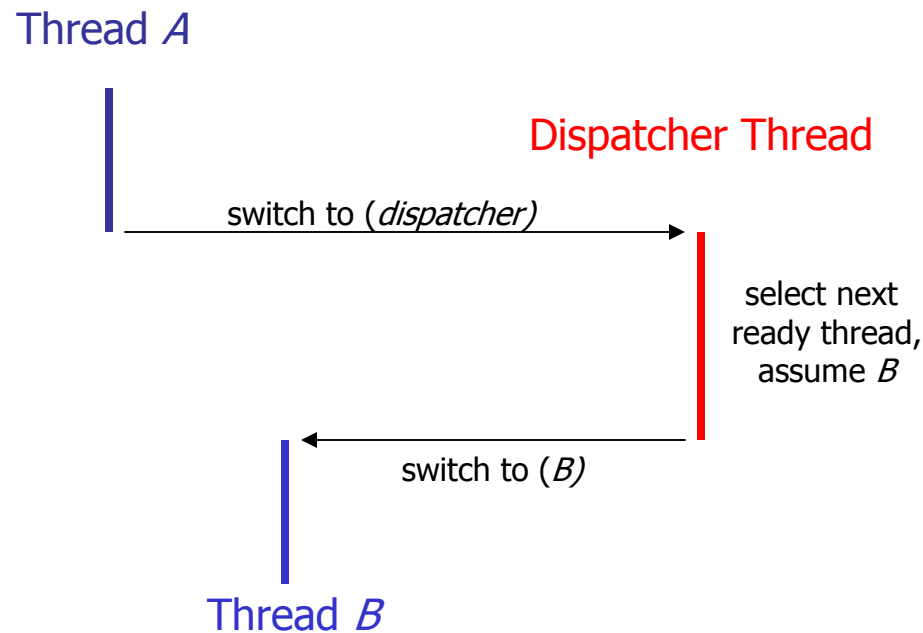 Thread A
Dispatcher Thread
switch to (dispatcher)
select next
ready thread,
assume B
switch to (B)
Thread B